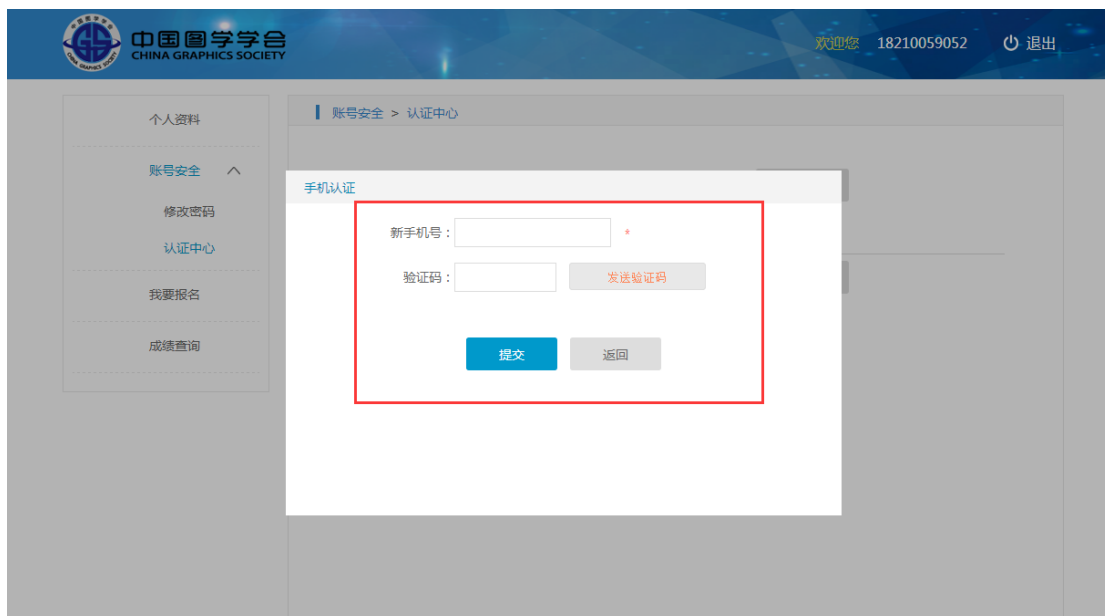 中国图学学会
CHINA GRAPHICS SOCIETY
欢迎您 18210059052 退出
个人资料
账号安全
修改密码
认证中心
我要报名
成绩查询
账号安全 > 认证中心
手机认证
新手机号: *
验证码: 发送验证码
提交 返回